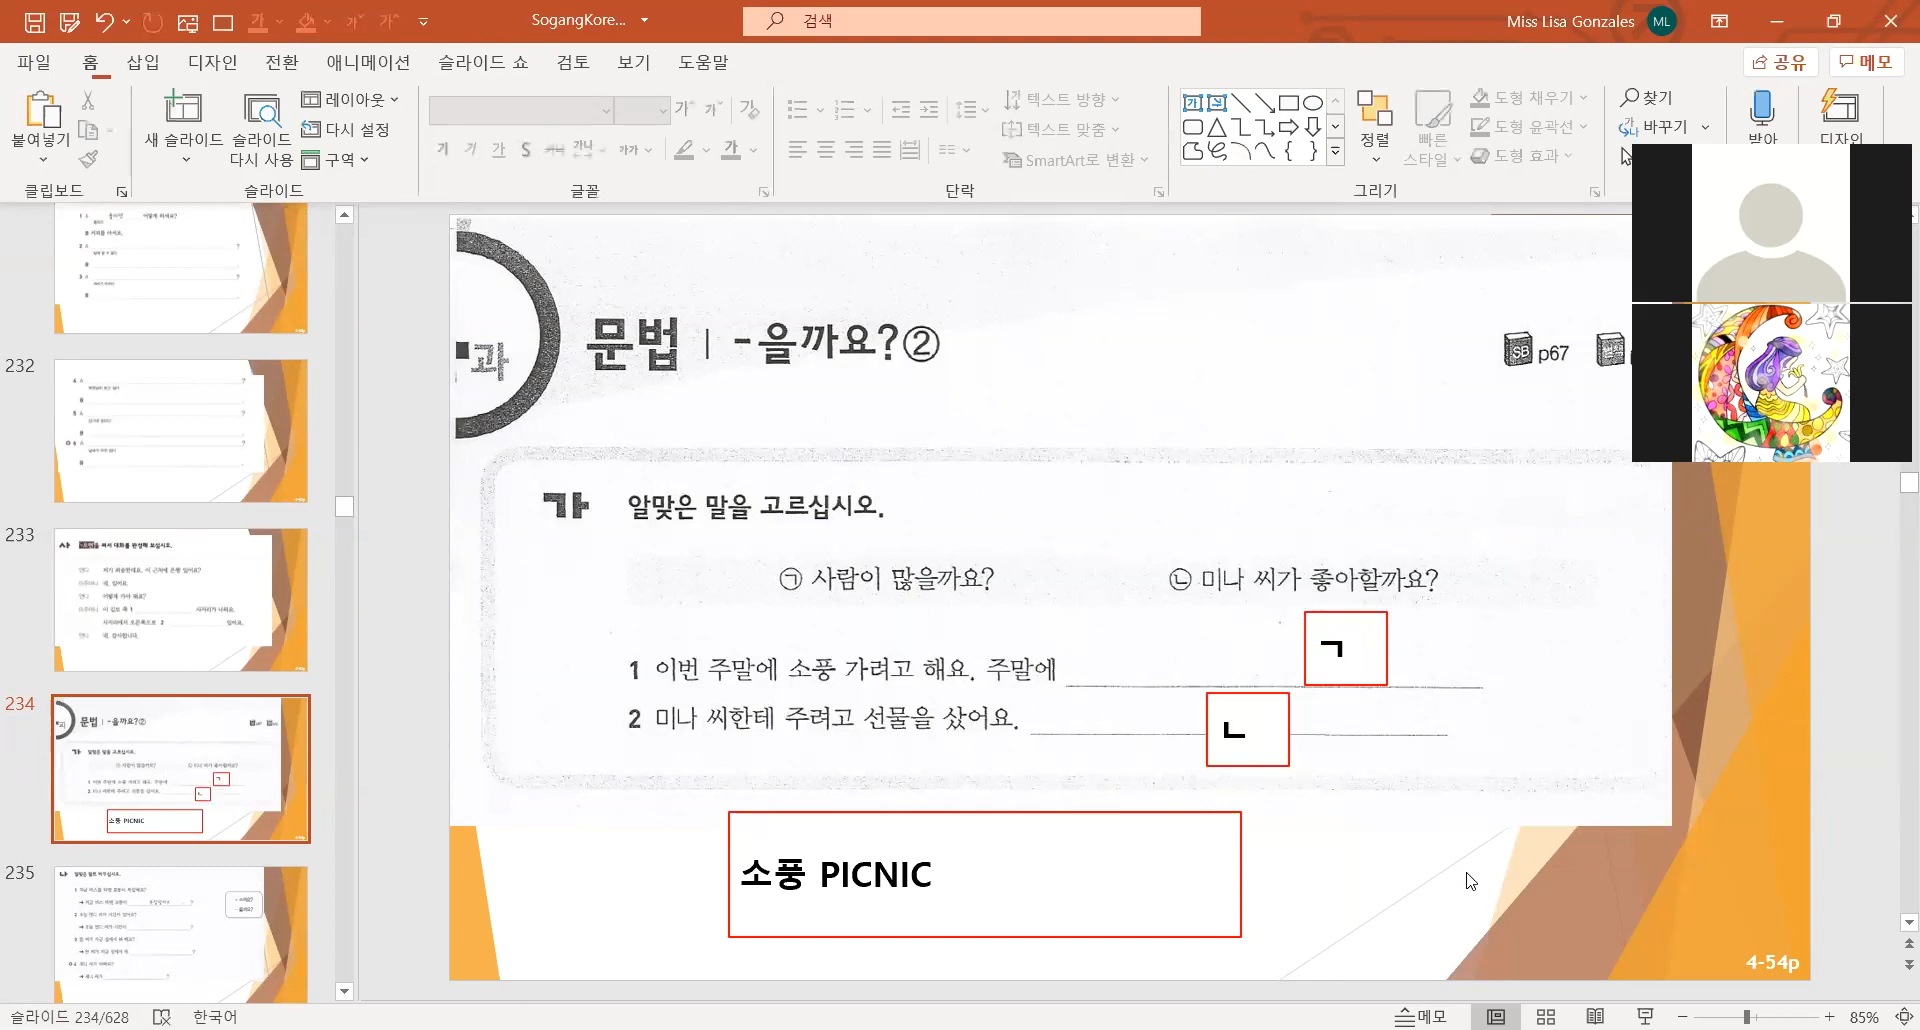 SogangKore...
검색
Miss Lisa Gonzales
ML
파일 홈 삽입 디자인 전환 애니메이션 슬라이드 쇼 검토 보기 도움말
공유
메모
붙여넣기
클립보드
새 슬라이드
슬라이드 다시 사용
레이아웃
다시 설정
구역
슬라이드
글꼴
텍스트 방향
텍스트 맞춤
SmartArt로 변환
단락
정렬
빠른 스타일
도형 채우기
도형 윤곽선
도형 효과
그리기
찾기
바꾸기
받아
디자인
232
233
234
235
과
문법 | -을까요?②
SB p67
가 알맞은 말을 고르십시오.
㉠ 사람이 많을까요? ㉡ 미나 씨가 좋아할까요?
1 이번 주말에 소풍 가려고 해요. 주말에
ㄱ
2 미나 씨한테 주려고 선물을 샀어요.
ㄴ
소풍 PICNIC
4-54p
슬라이드 234/628
한국어
메모
85%